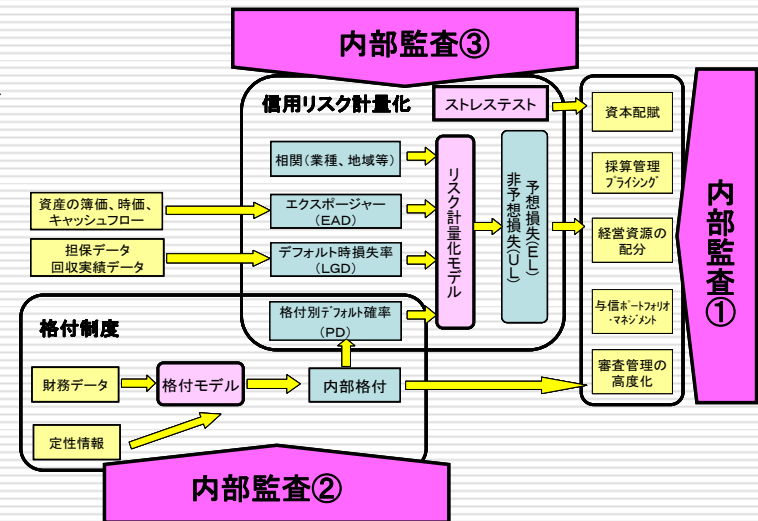 内部監査③
信用リスク計量化
ストレステスト
資本配賦
相関(業種、地域等)
採算管理
プライシング
資産の簿価、時価、
キャッシュフロー
エクスポージャー
(EAD)
リスク計量化モデル
予想損失(EL)
非予想損失(UL)
経営資源の
配分
内部監査①
担保データ
回収実績データ
デフォルト時損失率
(LGD)
格付制度
格付別デフォルト確率
(PD)
与信ポートフォリオ
・マネジメント
財務データ
格付モデル
内部格付
審査管理の
高度化
定性情報
内部監査②